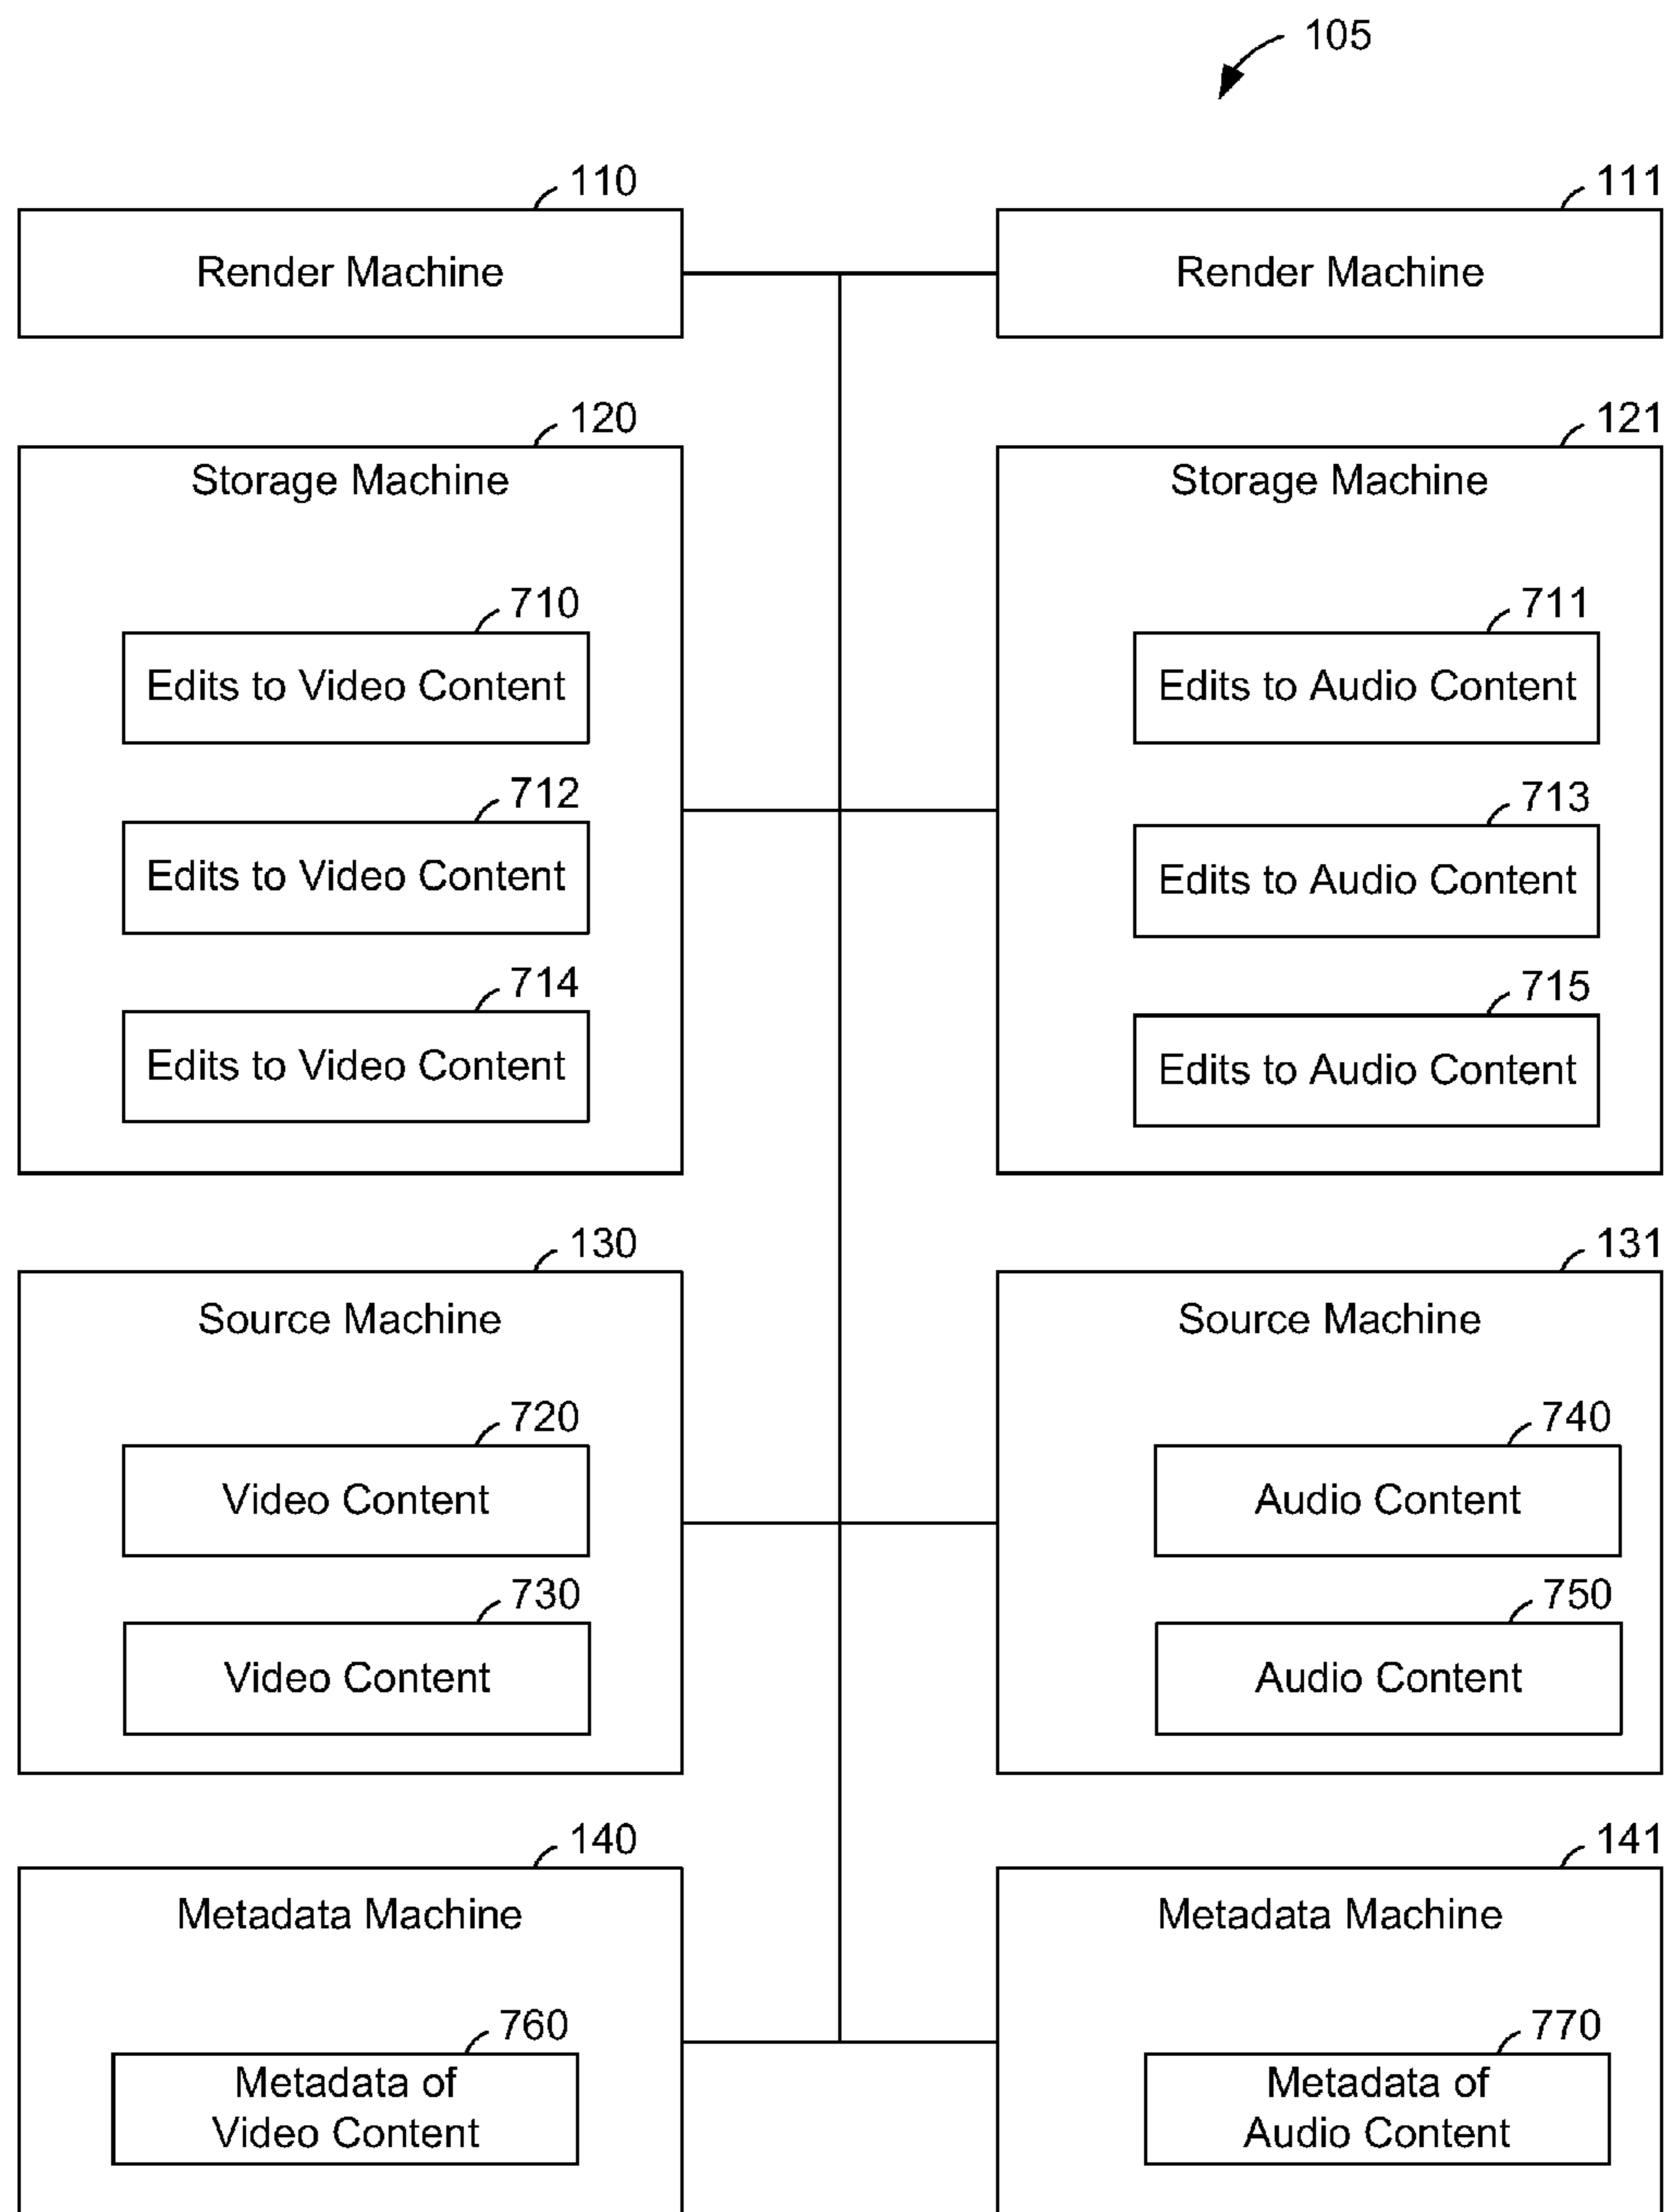 105
110
111
Render Machine
Render Machine
120
121
Storage Machine
Storage Machine
710
711
Edits to Video Content
Edits to Audio Content
712
713
Edits to Video Content
Edits to Audio Content
714
715
Edits to Video Content
Edits to Audio Content
130
131
Source Machine
Source Machine
720
740
Video Content
Audio Content
730
750
Video Content
Audio Content
140
141
Metadata Machine
Metadata Machine
760
770
Metadata of
Video Content
Metadata of
Audio Content